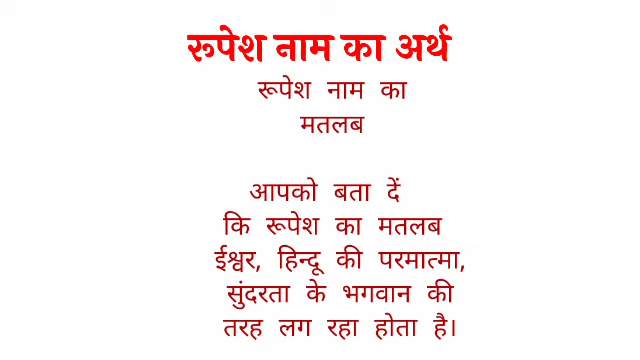 रूपेश नाम का अर्थ
रूपेश नाम का
मतलब
आपको बता दें
कि रूपेश का मतलब
ईश्वर, हिन्दू की परमात्मा,
सुंदरता के भगवान की
तरह लग रहा होता है।